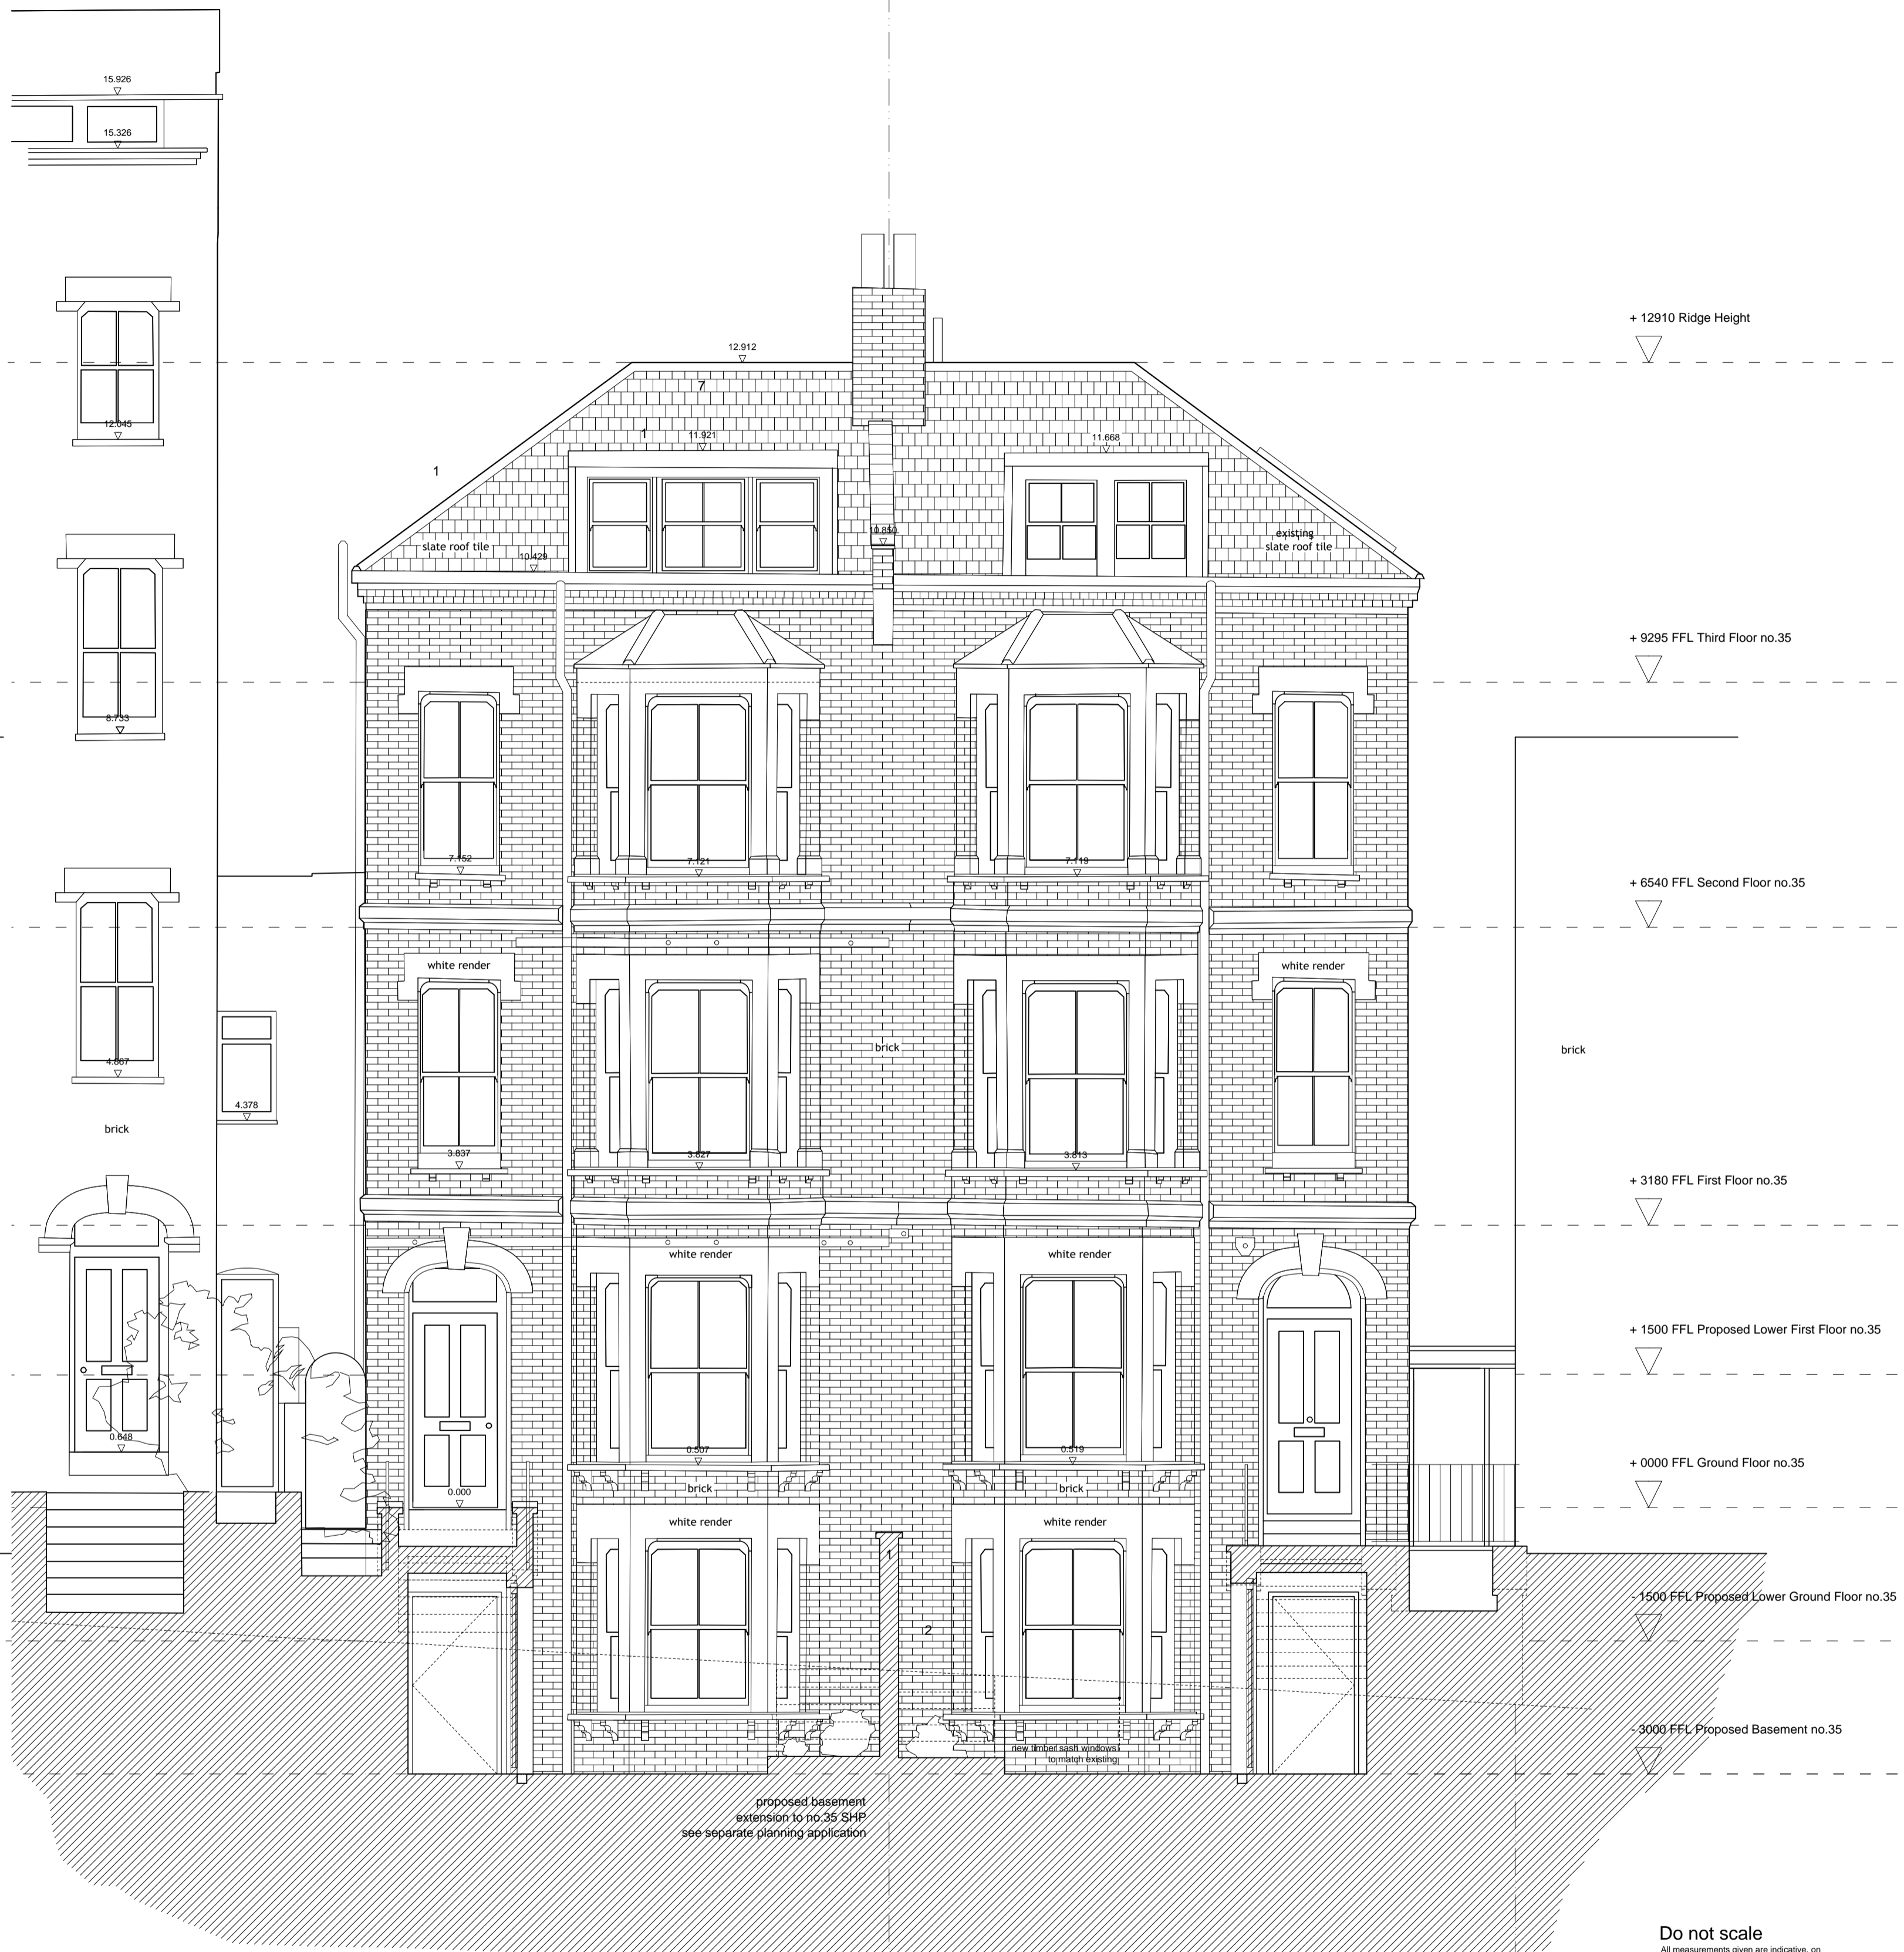 15.926
15.326
+ 12910 Ridge Height
12.912
7
12.045
1
11.921
11.668
1
10.850
existing
slate roof tile
slate roof tile
10.429
+ 9295 FFL Third Floor no.35
8.733
7.152
7.121
7.119
+ 6540 FFL Second Floor no.35
white render
white render
brick
brick
4.867
4.378
brick
3.837
3.827
3.813
+ 3180 FFL First Floor no.35
white render
white render
+ 1500 FFL Proposed Lower First Floor no.35
0.648
0.507
0.519
+ 0000 FFL Ground Floor no.35
0.000
brick
brick
white render
white render
1
- 1500 FFL Proposed Lower Ground Floor no.35
2
- 3000 FFL Proposed Basement no.35
new timber sash windows
to match existing
proposed basement
extension to no.35 SHP
see separate planning application
Do not scale
All measurements given are indicative, on